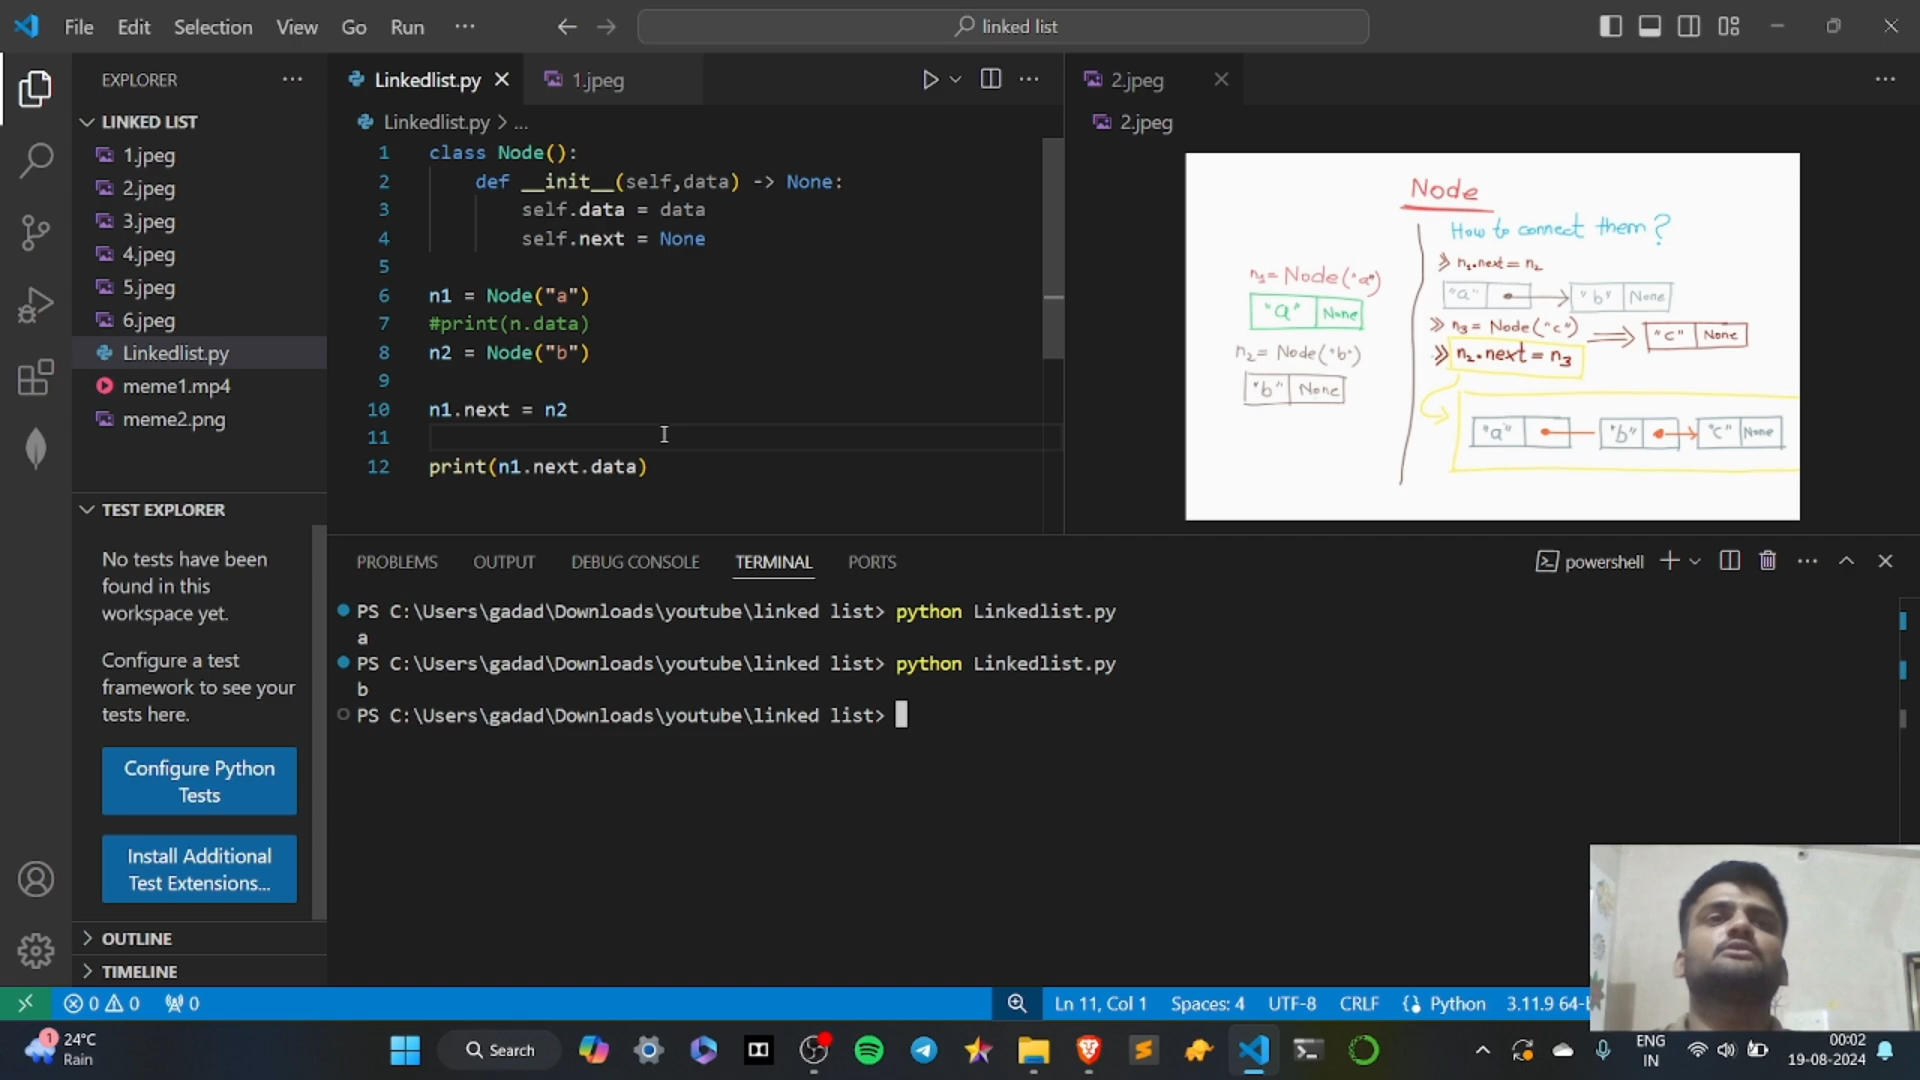 File Edit Selection View Go Run ···
linked list
EXPLORER ···
LINKED LIST
1.jpeg
2.jpeg
3.jpeg
4.jpeg
5.jpeg
6.jpeg
Linkedlist.py
meme1.mp4
meme2.png
TEST EXPLORER
No tests have been
found in this
workspace yet.
Configure a test
framework to see your
tests here.
Configure Python
Tests
Install Additional
Test Extensions...
OUTLINE
TIMELINE
Linkedlist.py
1.jpeg
Linkedlist.py > ...
1 class Node():
2     def __init__(self,data) -> None:
3         self.data = data
4         self.next = None
5
6 n1 = Node("a")
7 #print(n.data)
8 n2 = Node("b")
9
10 n1.next = n2
11
12 print(n1.next.data)
2.jpeg
2.jpeg
Node
n1 = Node("a")
"a" None
n2 = Node("b")
"b" None
How to connect them?
>> n1.next = n2
"a" "b" None
>> n3 = Node("c") "c" None
>> n2.next = n3
"a" "b" "c" None
PROBLEMS OUTPUT DEBUG CONSOLE TERMINAL PORTS
powershell
PS C:\Users\gadad\Downloads\youtube\linked list> python Linkedlist.py
a
PS C:\Users\gadad\Downloads\youtube\linked list> python Linkedlist.py
b
PS C:\Users\gadad\Downloads\youtube\linked list>
0 0 0
Ln 11, Col 1 Spaces: 4 UTF-8 CRLF Python 3.11.9 64-b
1
24°C
Rain
Search
ENG
IN
00:02
19-08-2024